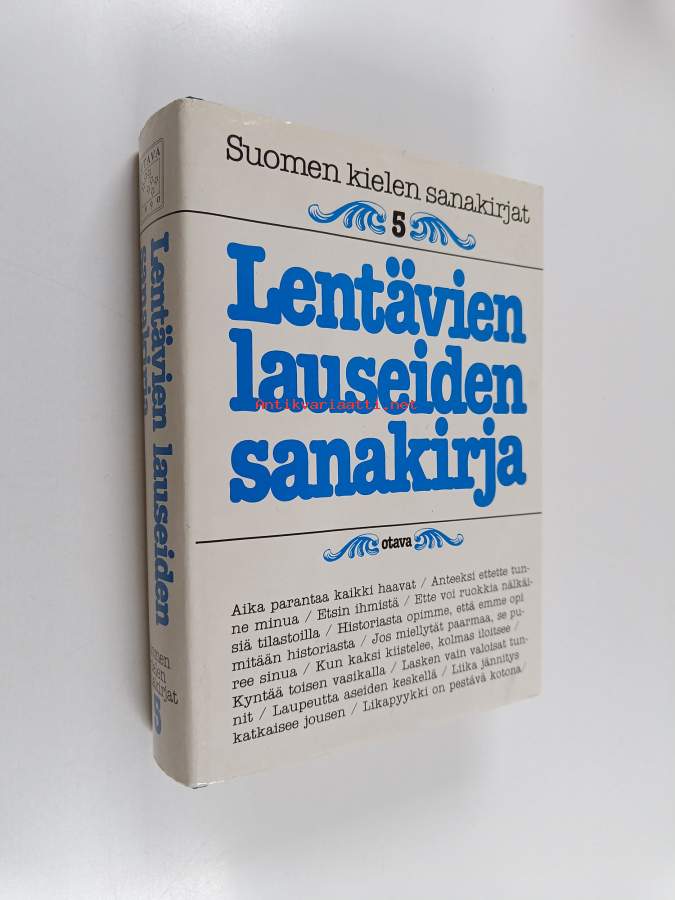 Suomen kielen sanakirjat
5
Lentävien
lauseiden
sanakirja
Antikvariaatti.net
otava
Aika parantaa kaikki haavat / Anteeksi ettette tun-
ne minua / Etsin ihmistä / Ette voi ruokkia nälkäi-
siä tilastoilla / Historiasta opimme, että emme opi
mitään historiasta / Jos miellytät paarmaa, se pu-
ree sinua / Kun kaksi kiistelee, kolmas iloitsee /
Kyntää toisen vasikalla / Lasken vain valoisat tun-
nit / Laupeutta aseiden keskellä / Liika jännitys
katkaisee jousen / Likapyykki on pestävä kotona/
Lentävien lauseiden
sanakirja
5